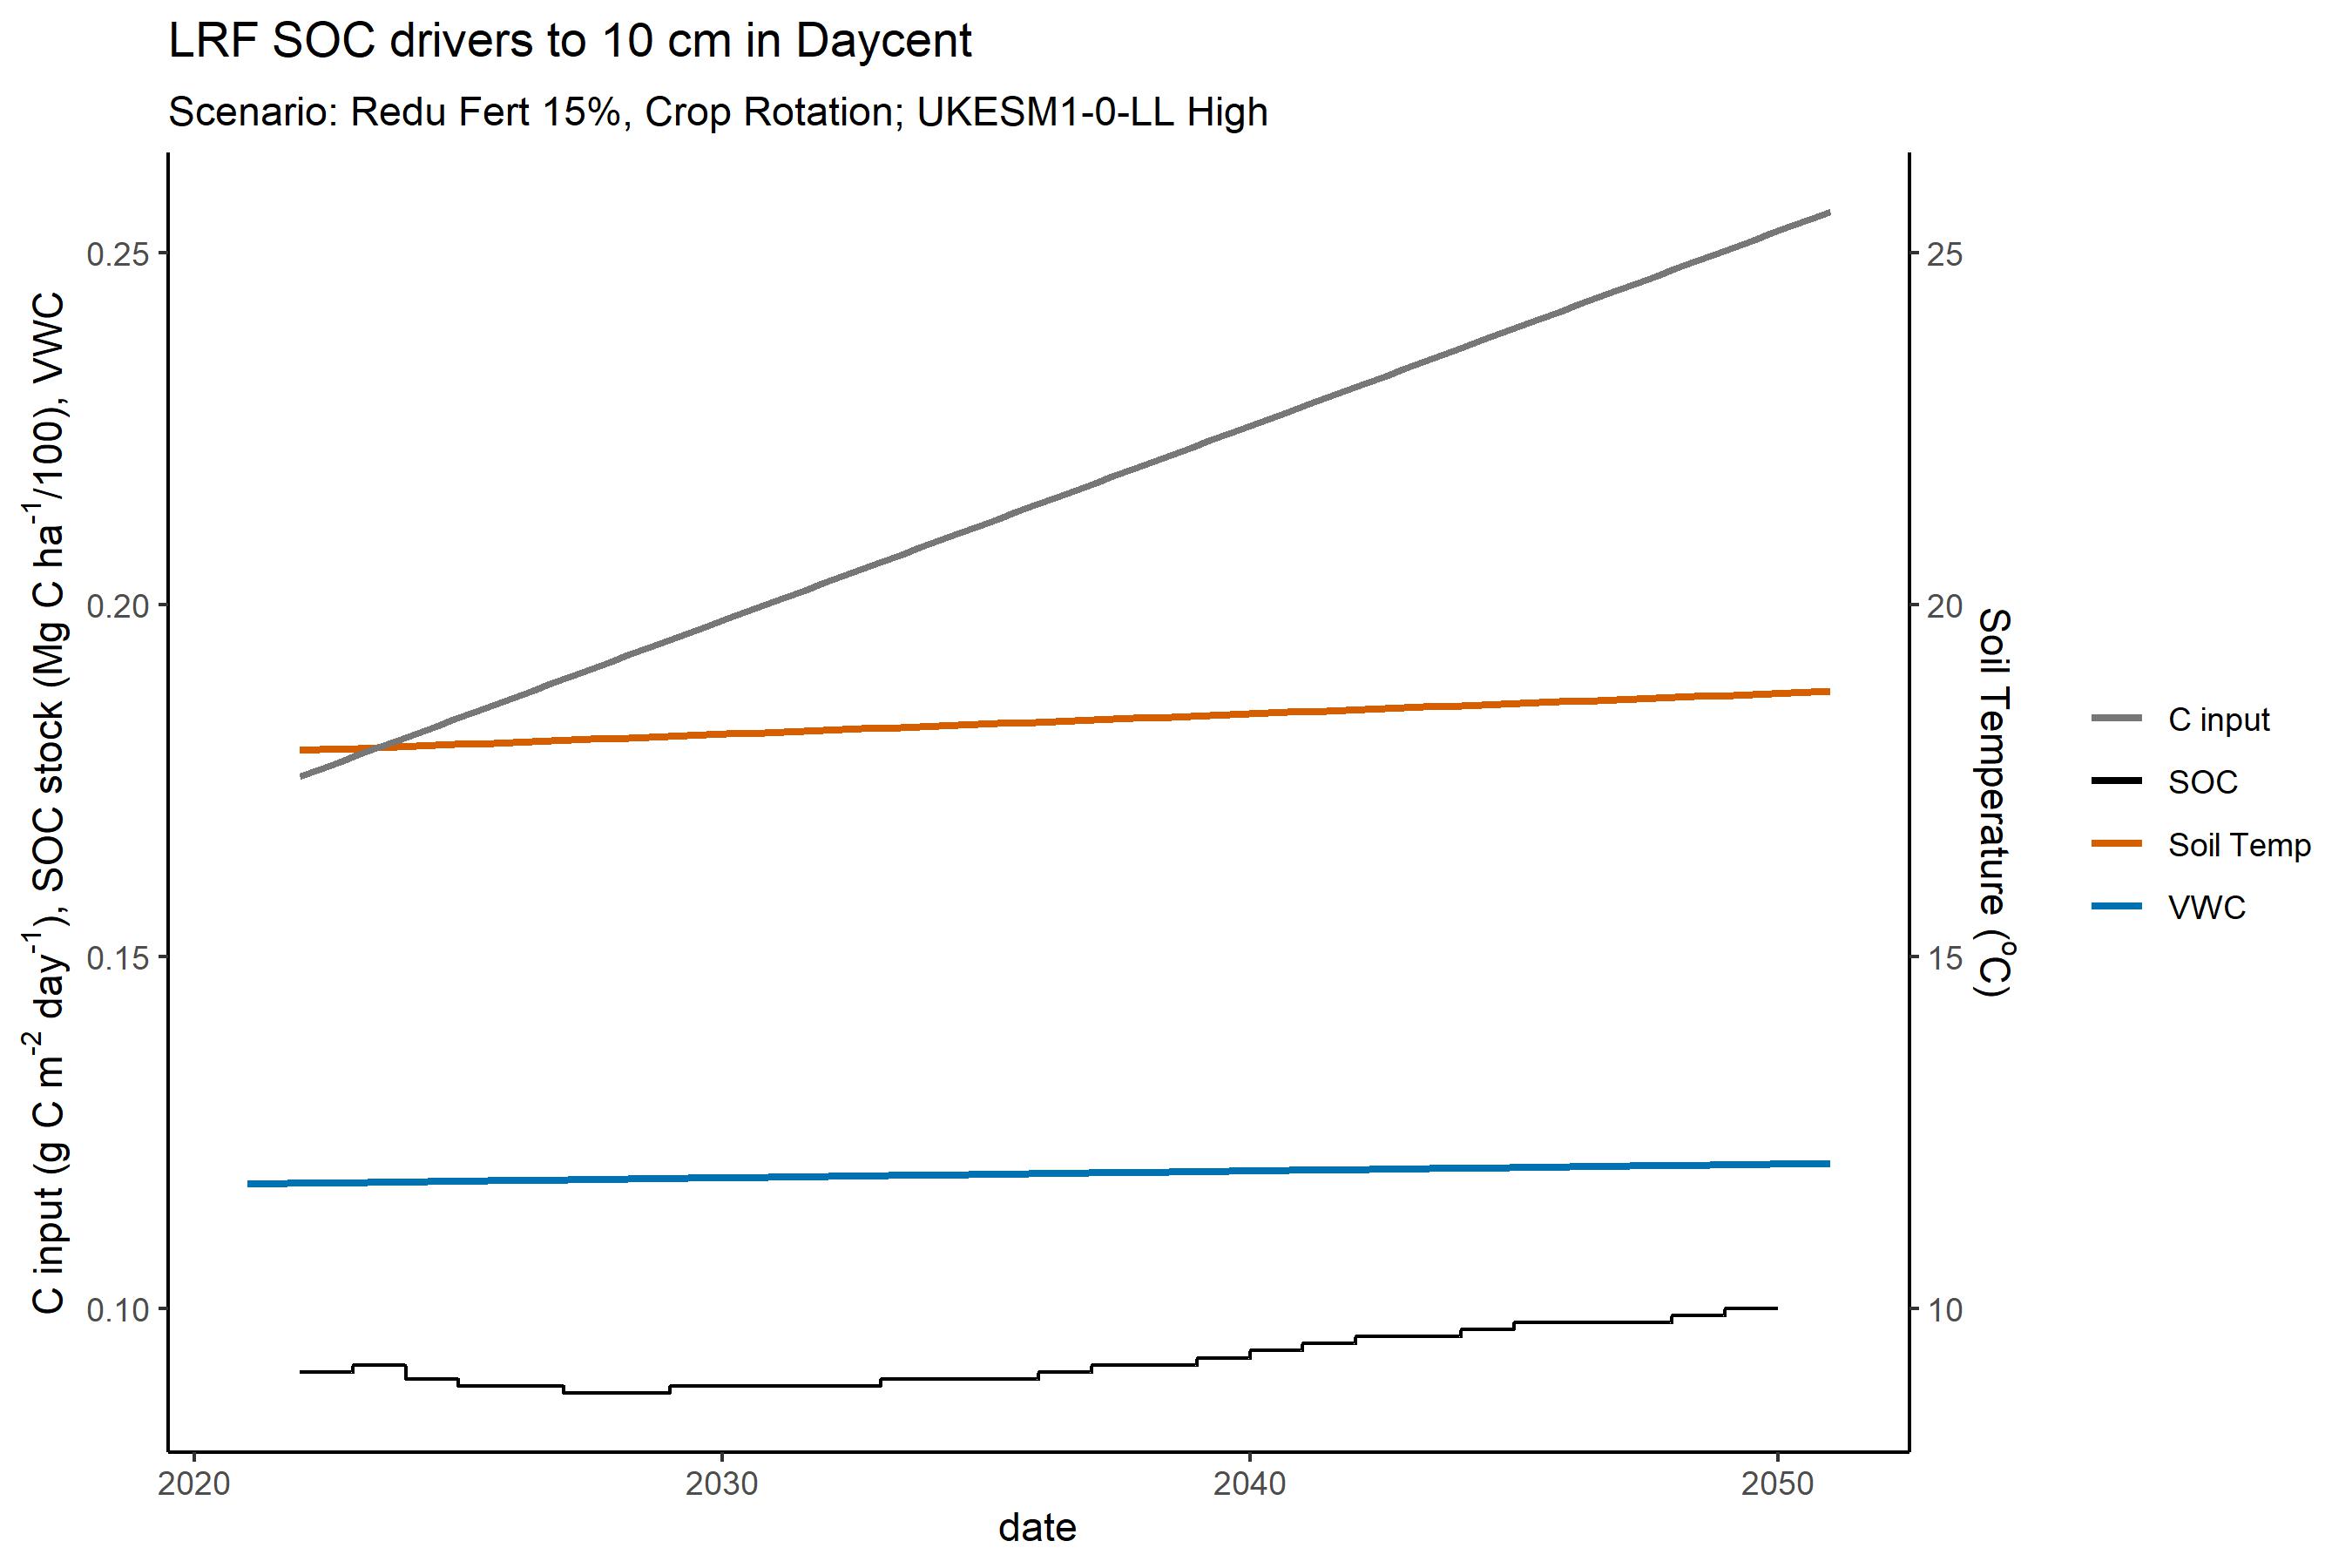 LRF SOC drivers to 10 cm in Daycent
Scenario: Redu Fert 15%, Crop Rotation; UKESM1-0-LL High
C input (g C m⁻² day⁻¹), SOC stock (Mg C ha⁻¹/100), VWC
0.25
0.20
0.15
0.10
25
20
15
10
Soil Temperature (ºC)
C input
SOC
Soil Temp
VWC
2020
2030
2040
2050
date